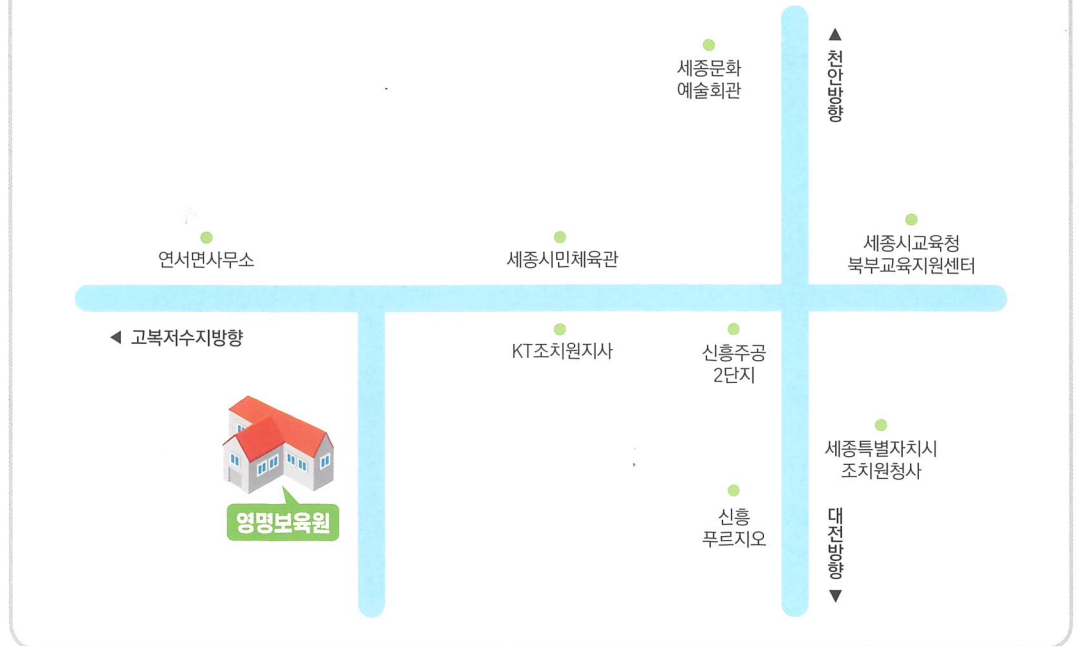 ▲ 천안방향
세종문화
예술회관
세종시교육청
북부교육지원센터
연서면사무소
세종시민체육관
◀ 고복저수지방향
KT조치원지사
신흥주공
2단지
세종특별자치시
조치원청사
영명보육원
신흥
푸르지오
대전방향 ▼